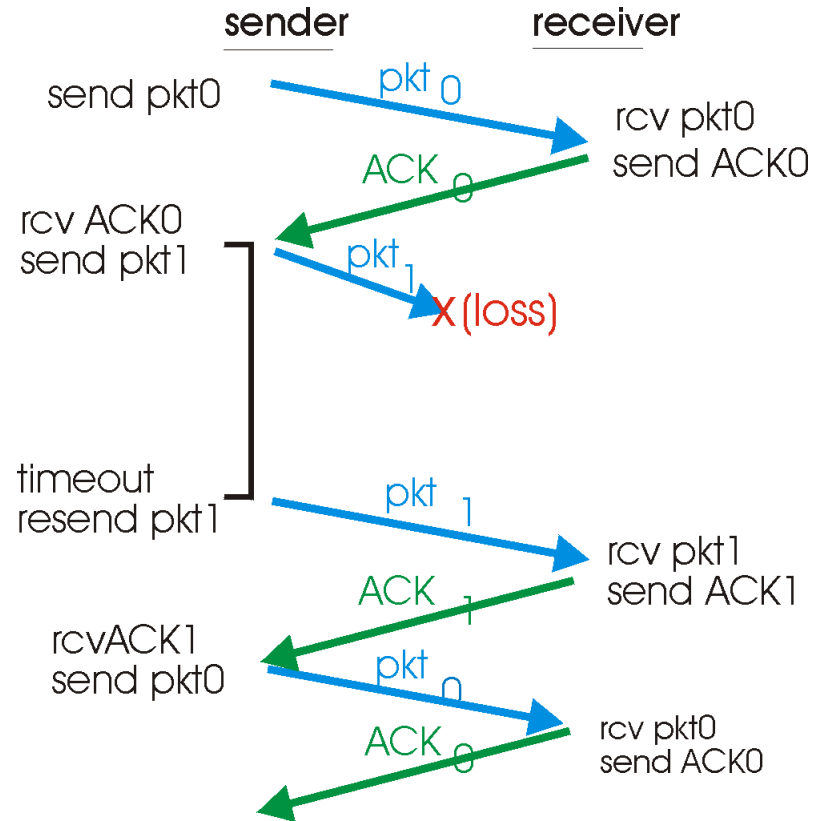 sender
receiver
send pkt0
pkt 0
rcv pkt0
send ACK0
ACK 0
rcv ACK0
send pkt1
pkt 1
X (loss)
timeout
resend pkt1
pkt 1
rcv pkt1
send ACK1
ACK 1
rcvACK1
send pkt0
pkt 0
rcv pkt0
send ACK0
ACK 0